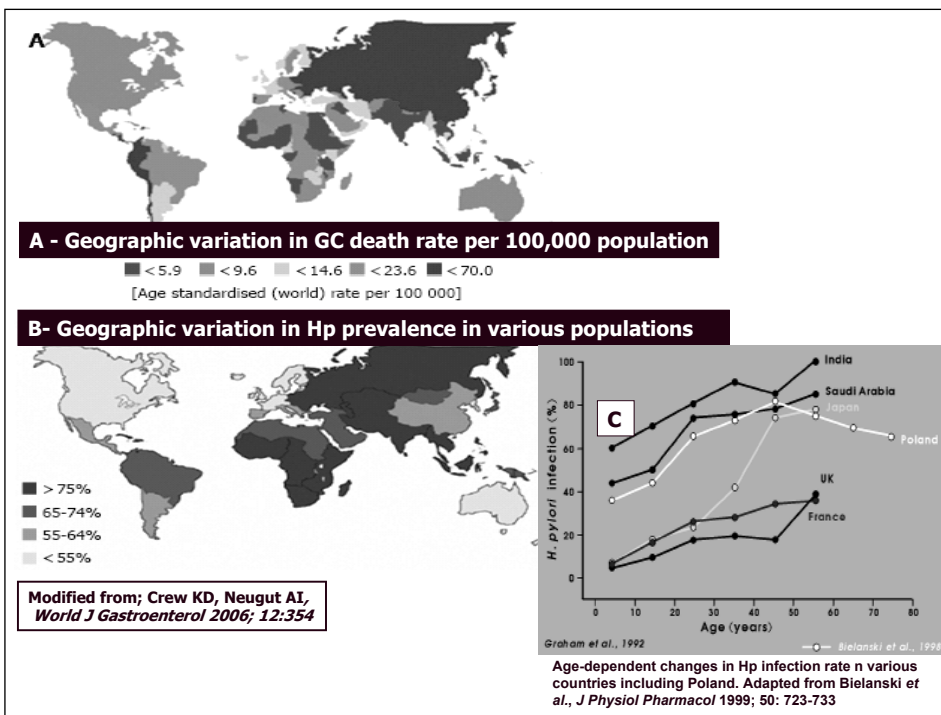 A
A - Geographic variation in GC death rate per 100,000 population
<5.9 <9.6 <14.6 <23.6 <70.0
[Age standardised (world) rate per 100 000]
B- Geographic variation in Hp prevalence in various populations
>75%
65-74%
55-64%
<55%
Modified from; Crew KD, Neugut AI,
World J Gastroenterol 2006; 12:354
C
H. pylori infection (%)
100
80
60
40
20
0
India
Saudi Arabia
Japan
Poland
UK
France
0 10 20 30 40 50 60 70 80
Age (years)
Graham et al., 1992
Bielanski et al., 1998
Age-dependent changes in Hp infection rate n various
countries including Poland. Adapted from Bielanski et
al., J Physiol Pharmacol 1999; 50: 723-733